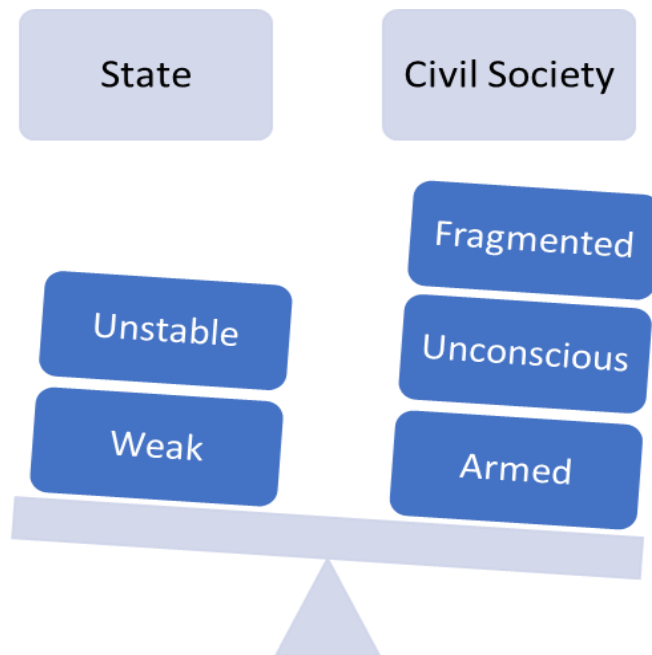 State
Civil Society
Fragmented
Unstable
Unconscious
Weak
Armed